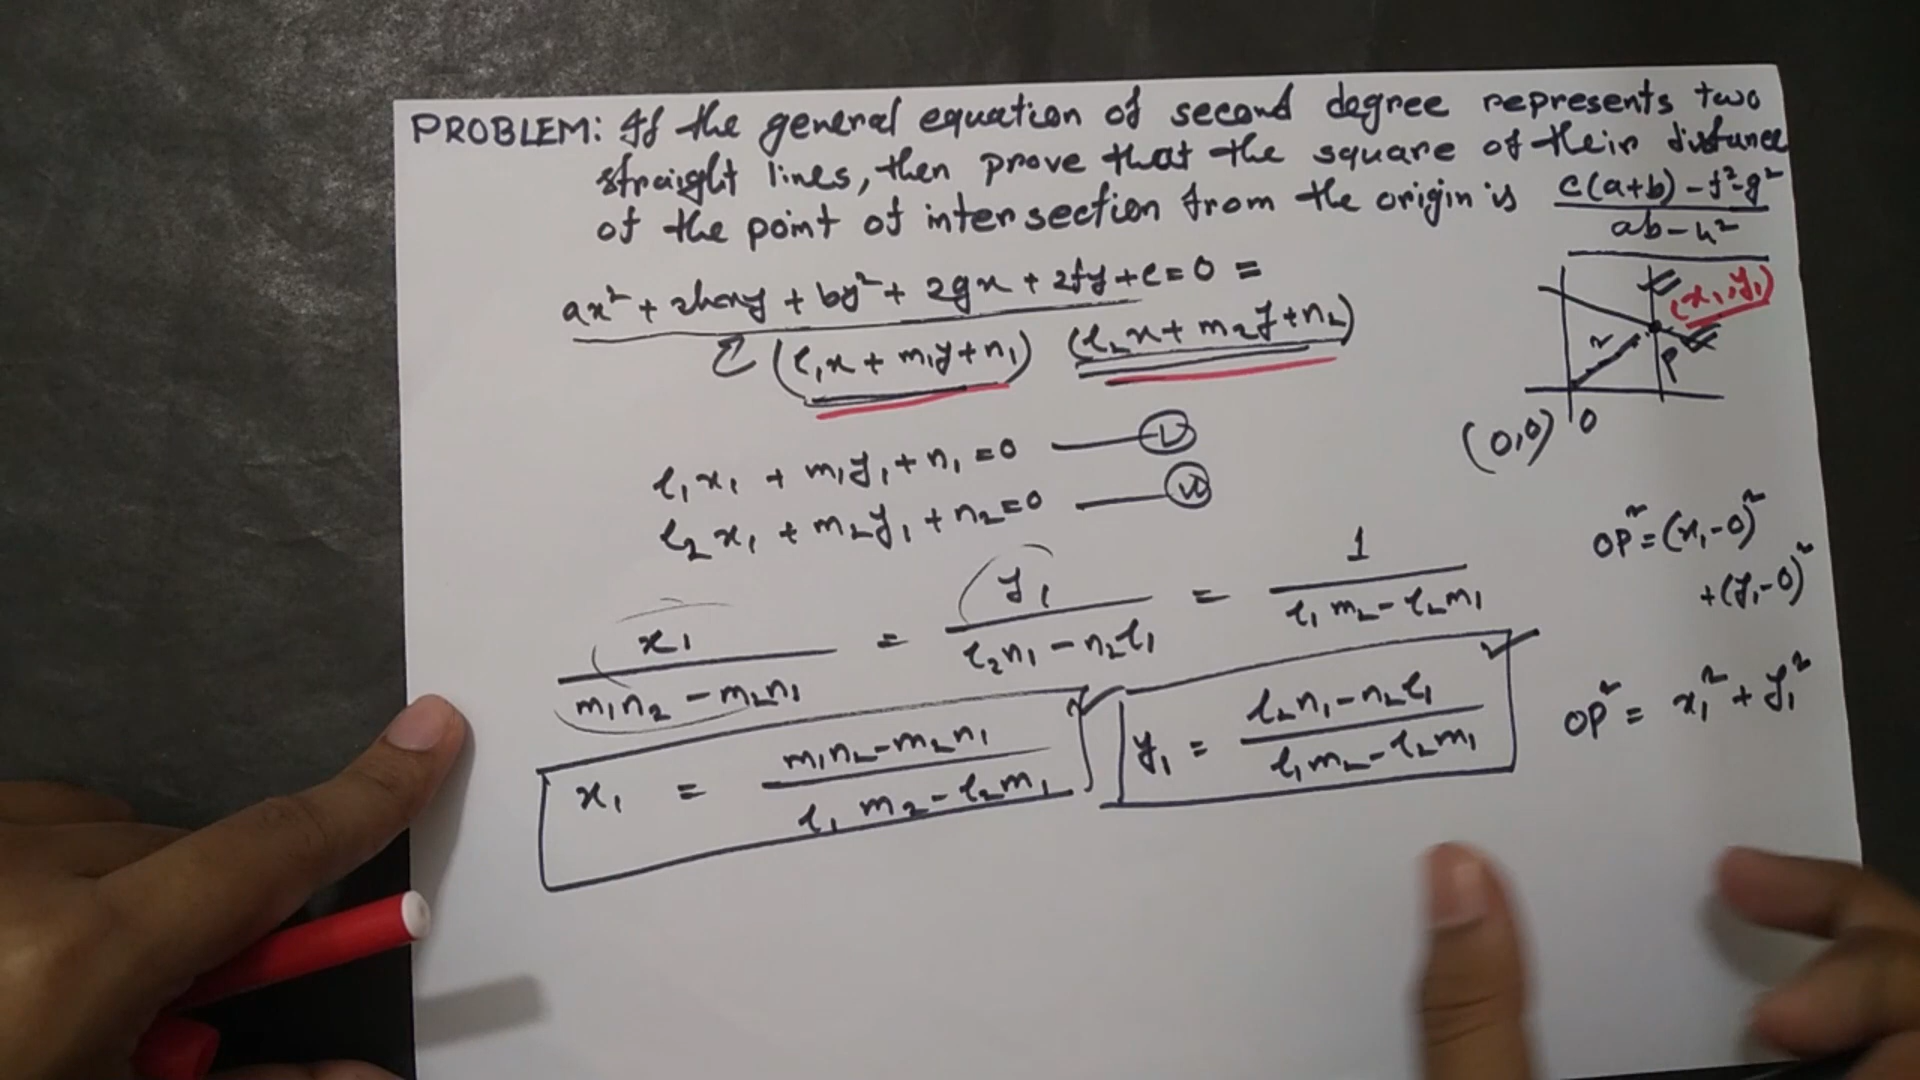 PROBLEM: If the general equation of second degree represents two
straight lines, then prove that the square of their distance
of the point of intersection from the origin is c(a+b)-f²-g² / ab-h²
ax²+2hxy+by²+2gx+2fy+c=0 =
(l₁x+m₁y+n₁) (l₂x+m₂y+n₂)
(x₁,y₁)
r
P
(0,0) O
l₁x₁ + m₁y₁ + n₁ = 0
l₂x₁ + m₂y₁ + n₂ = 0
OP² = (x₁-0)²
+(y₁-0)²
x₁ / m₁n₂ - m₂n₁ = y₁ / l₂n₁ - n₂l₁ = 1 / l₁m₂ - l₂m₁
x₁ = m₁n₂-m₂n₁ / l₁m₂-l₂m₁
y₁ = l₂n₁-n₂l₁ / l₁m₂-l₂m₁
OP² = x₁² + y₁²